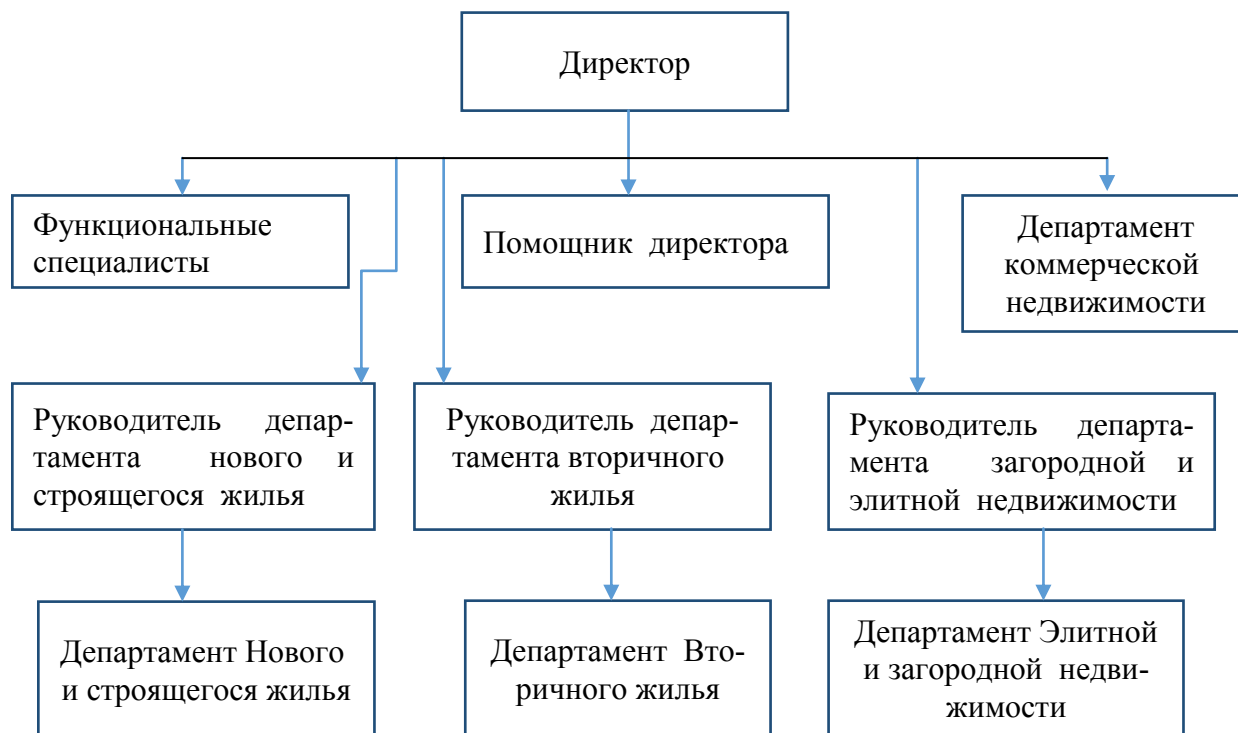 Директор
Функциональные
специалисты
Помощник директора
Департамент
коммерческой
недвижимости
Руководитель депар-
тамента нового и
строящегося жилья
Руководитель депар-
тамента вторичного
жилья
Руководитель департа-
мента загородной и
элитной недвижимости
Департамент Нового
и строящегося жилья
Департамент Вто-
ричного жилья
Департамент Элитной
и загородной недви-
жимости